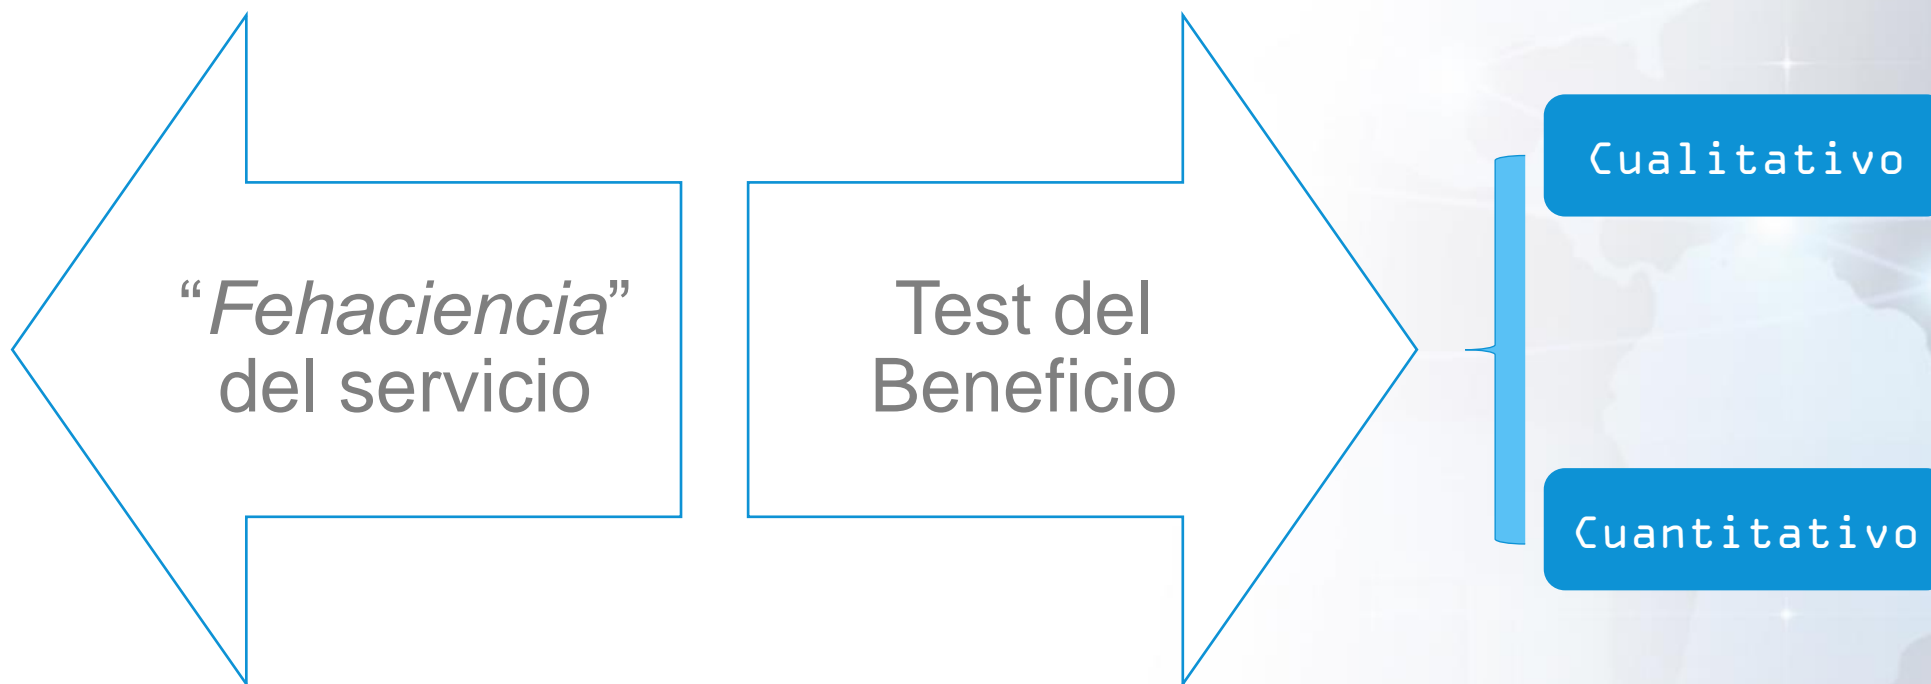 “Fehaciencia”
del servicio
Test del
Beneficio
Cualitativo
Cuantitativo